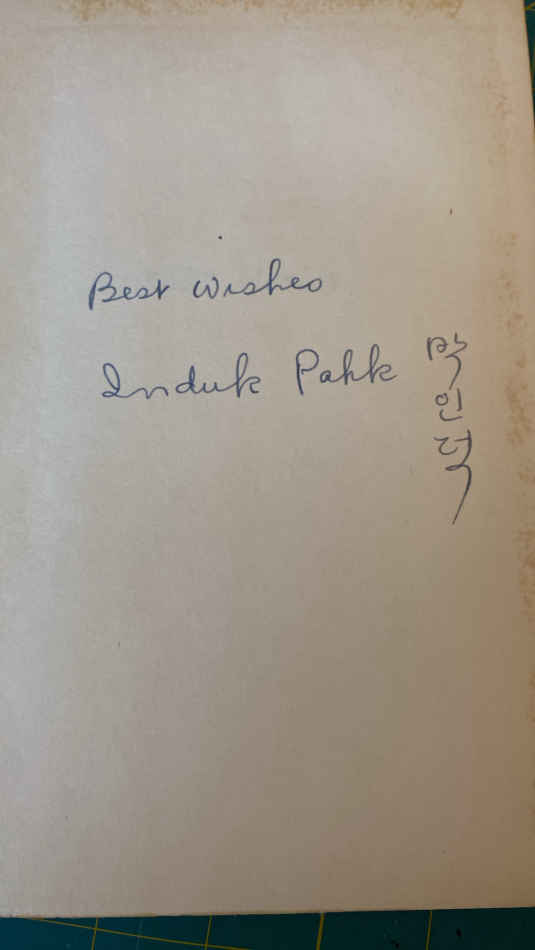 Best Wishes
Induk Pahk
박인덕